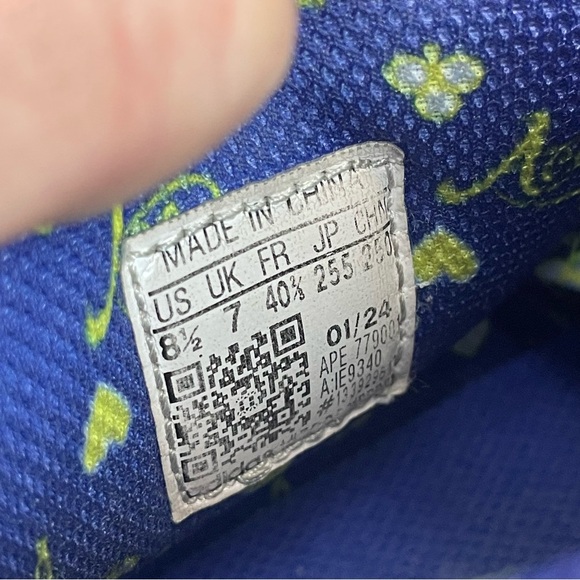 MADE IN CHINA
US UK FR JP CHN
8½ 7 40⅔ 255 250
01/24
APE 779001
A:IE9340